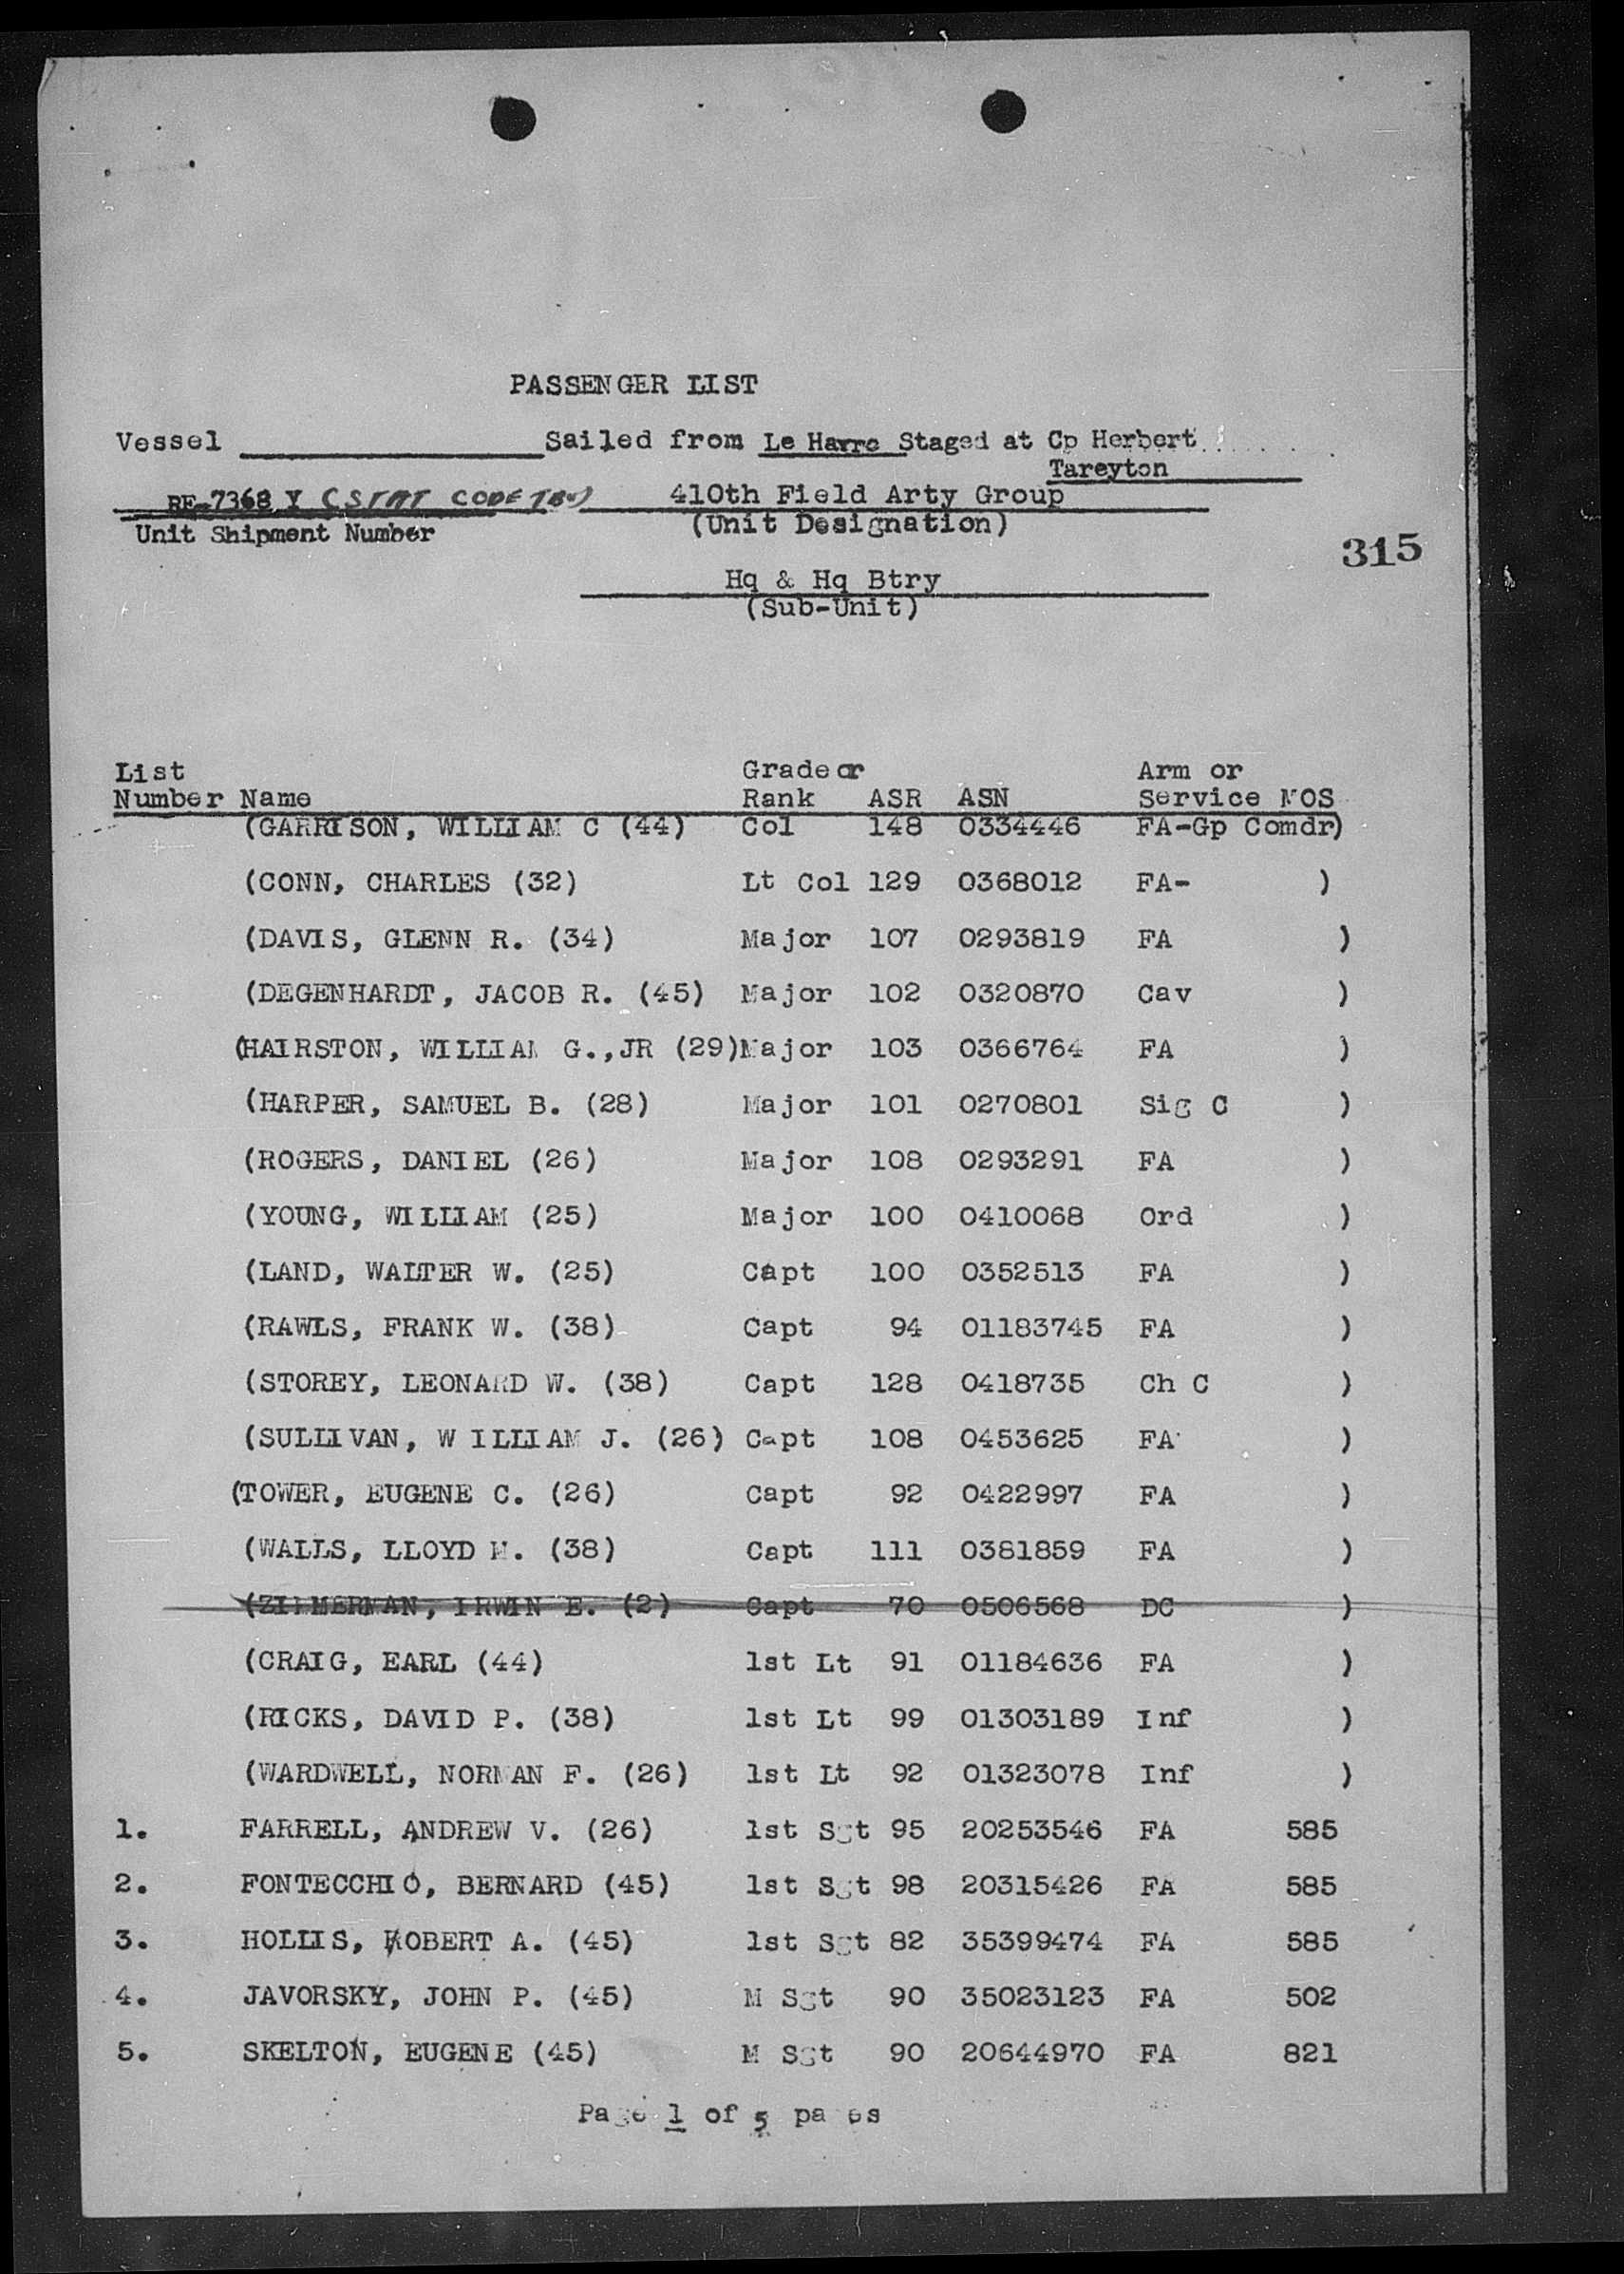 PASSENGER LIST
Vessel Sailed from Le Havre Staged at Cp Herbert
Tareyton
RE-7368 Y (STAT CODE 410th Field Arty Group
Unit Shipment Number (Unit Designation)
315
Hq & Hq Btry
(Sub-Unit)
List Grade or Arm or
Number Name Rank ASR ASN Service MOS
(GARRISON, WILLIAM C (44) Col 148 0334446 FA-Gp Comdr)
(CONN, CHARLES (32) Lt Col 129 0368012 FA- )
(DAVIS, GLENN R. (34) Major 107 0293819 FA )
(DEGENHARDT, JACOB R. (45) Major 102 0320870 Cav )
(HAIRSTON, WILLIAM G.,JR (29) Major 103 0366764 FA )
(HARPER, SAMUEL B. (28) Major 101 0270801 Sig C )
(ROGERS, DANIEL (26) Major 108 0293291 FA )
(YOUNG, WILLIAM (25) Major 100 0410068 Ord )
(LAND, WALTER W. (25) Capt 100 0352513 FA )
(RAWLS, FRANK W. (38) Capt 94 01183745 FA )
(STOREY, LEONARD W. (38) Capt 128 0418735 Ch C )
(SULLIVAN, W ILLIAM J. (26) Capt 108 0453625 FA )
(TOWER, EUGENE C. (26) Capt 92 0422997 FA )
(WALLS, LLOYD M. (38) Capt 111 0381859 FA )
(ZIMMERMAN, IRWIN E. (2) Capt 70 0506568 DC )
(CRAIG, EARL (44) 1st Lt 91 01184636 FA )
(RICKS, DAVID P. (38) 1st Lt 99 01303189 Inf )
(WARDWELL, NORMAN F. (26) 1st Lt 92 01323078 Inf )
1. FARRELL, ANDREW V. (26) 1st Sgt 95 20253546 FA 585
2. FONTECCHIO, BERNARD (45) 1st Sgt 98 20315426 FA 585
3. HOLLIS, ROBERT A. (45) 1st Sgt 82 35399474 FA 585
4. JAVORSKY, JOHN P. (45) M Sgt 90 35023123 FA 502
5. SKELTON, EUGENE (45) M Sgt 90 20644970 FA 821
Page 1 of 5 pages